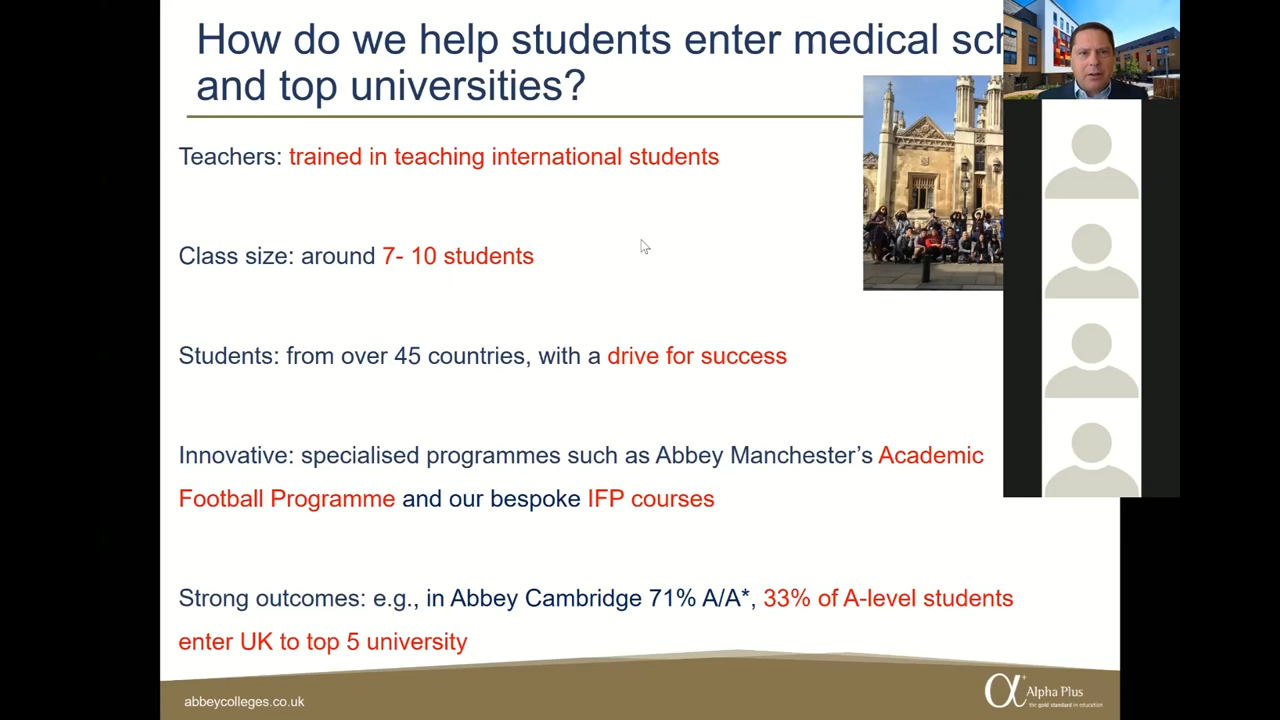 How do we help students enter medical sch
and top universities?
Teachers: trained in teaching international students
Class size: around 7- 10 students
Students: from over 45 countries, with a drive for success
Innovative: specialised programmes such as Abbey Manchester’s Academic
Football Programme and our bespoke IFP courses
Strong outcomes: e.g., in Abbey Cambridge 71% A/A*, 33% of A-level students
enter UK to top 5 university
abbeycolleges.co.uk
Alpha Plus
the gold standard in education